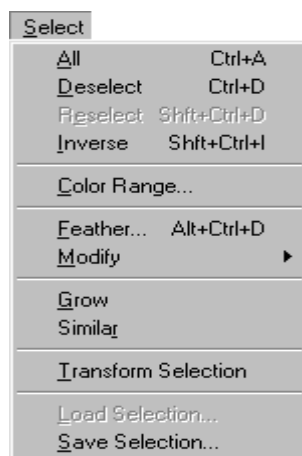 Select
All Ctrl+A
Deselect Ctrl+D
Reselect Shft+Ctrl+D
Inverse Shft+Ctrl+I
Color Range...
Feather... Alt+Ctrl+D
Modify
Grow
Similar
Transform Selection
Load Selection...
Save Selection...